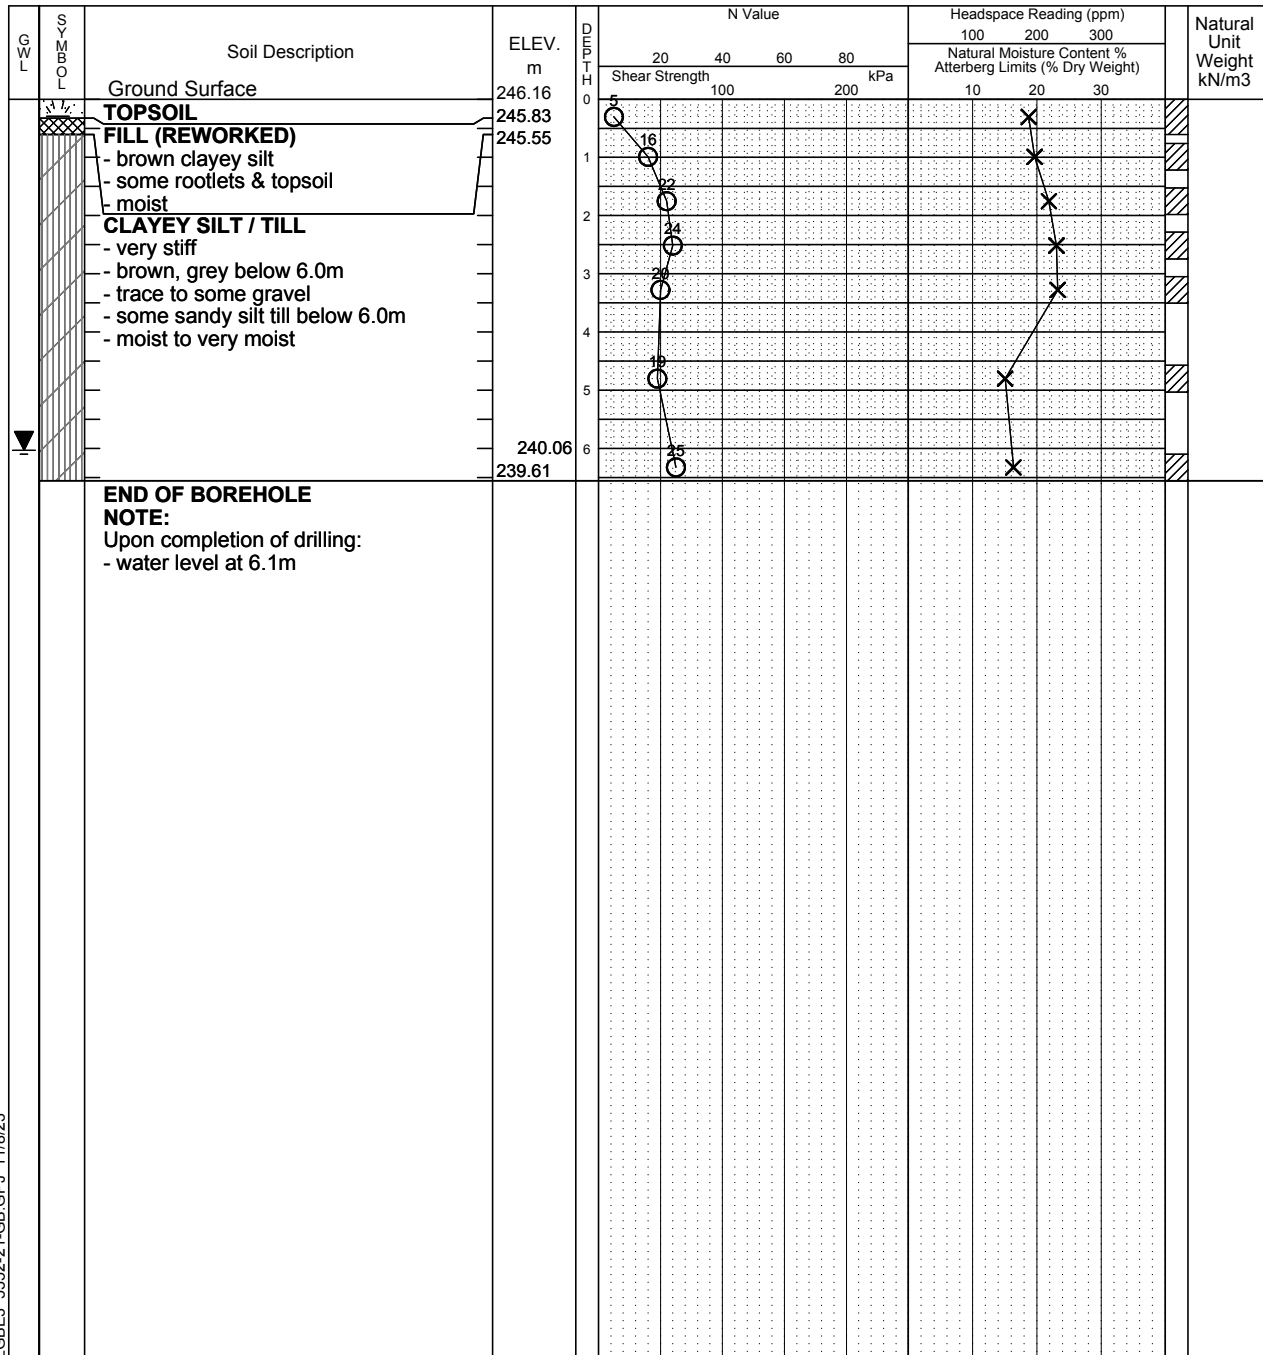 GWL
SYMBOL
Soil Description
ELEV.
m
DEPTH
N Value
20 40 60 80
Shear Strength kPa
100 200
Headspace Reading (ppm)
100 200 300
Natural Moisture Content %
Atterberg Limits (% Dry Weight)
10 20 30
Natural
Unit
Weight
kN/m3
Ground Surface 246.16 0
TOPSOIL 245.83
5
FILL (REWORKED) 245.55
- brown clayey silt 1
16
- some rootlets & topsoil
22
- moist
2
CLAYEY SILT / TILL
24
- very stiff
- brown, grey below 6.0m 3
20
- trace to some gravel
- some sandy silt till below 6.0m
- moist to very moist 4
19
5
240.06 6
25
239.61
END OF BOREHOLE
NOTE:
Upon completion of drilling:
- water level at 6.1m